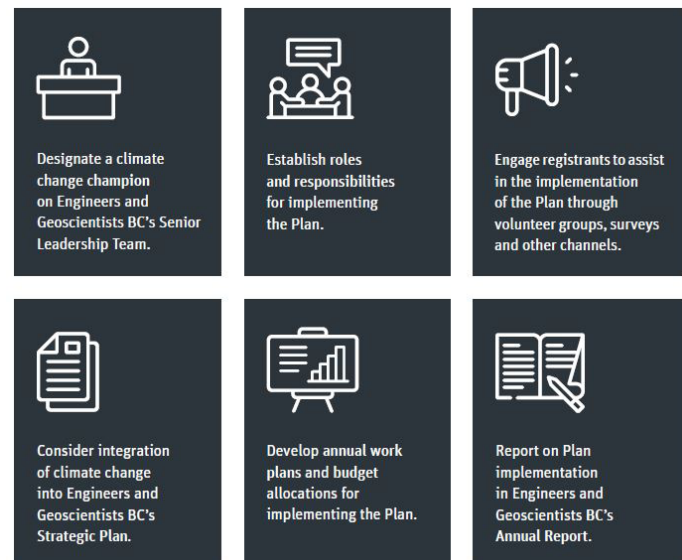 Designate a climate
change champion
on Engineers and
Geoscientists BC's Senior
Leadership Team.
Establish roles
and responsibilities
for implementing
the Plan.
Engage registrants to assist
in the implementation
of the Plan through
volunteer groups, surveys
and other channels.
Consider integration
of climate change
into Engineers and
Geoscientists BC's
Strategic Plan.
Develop annual work
plans and budget
allocations for
implementing the Plan.
Report on Plan
implementation
in Engineers and
Geoscientists BC's
Annual Report.